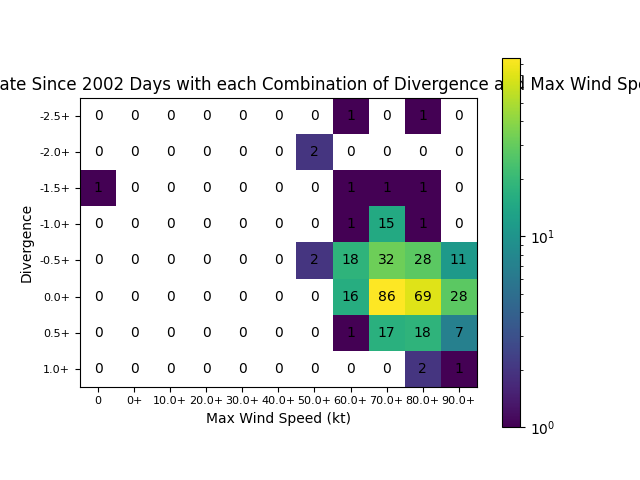 ate Since 2002 Days with each Combination of Divergence and Max Wind Spe
-2.5+ 0 0 0 0 0 0 0 1 0 1 0
-2.0+ 0 0 0 0 0 0 2 0 0 0 0
-1.5+ 1 0 0 0 0 0 0 1 1 1 0
-1.0+ 0 0 0 0 0 0 0 1 15 1 0
-0.5+ 0 0 0 0 0 0 2 18 32 28 11
0.0+ 0 0 0 0 0 0 0 16 86 69 28
0.5+ 0 0 0 0 0 0 0 1 17 18 7
1.0+ 0 0 0 0 0 0 0 0 0 2 1
0 0+ 10.0+ 20.0+ 30.0+ 40.0+ 50.0+ 60.0+ 70.0+ 80.0+ 90.0+
Max Wind Speed (kt)
Divergence
10¹
10⁰